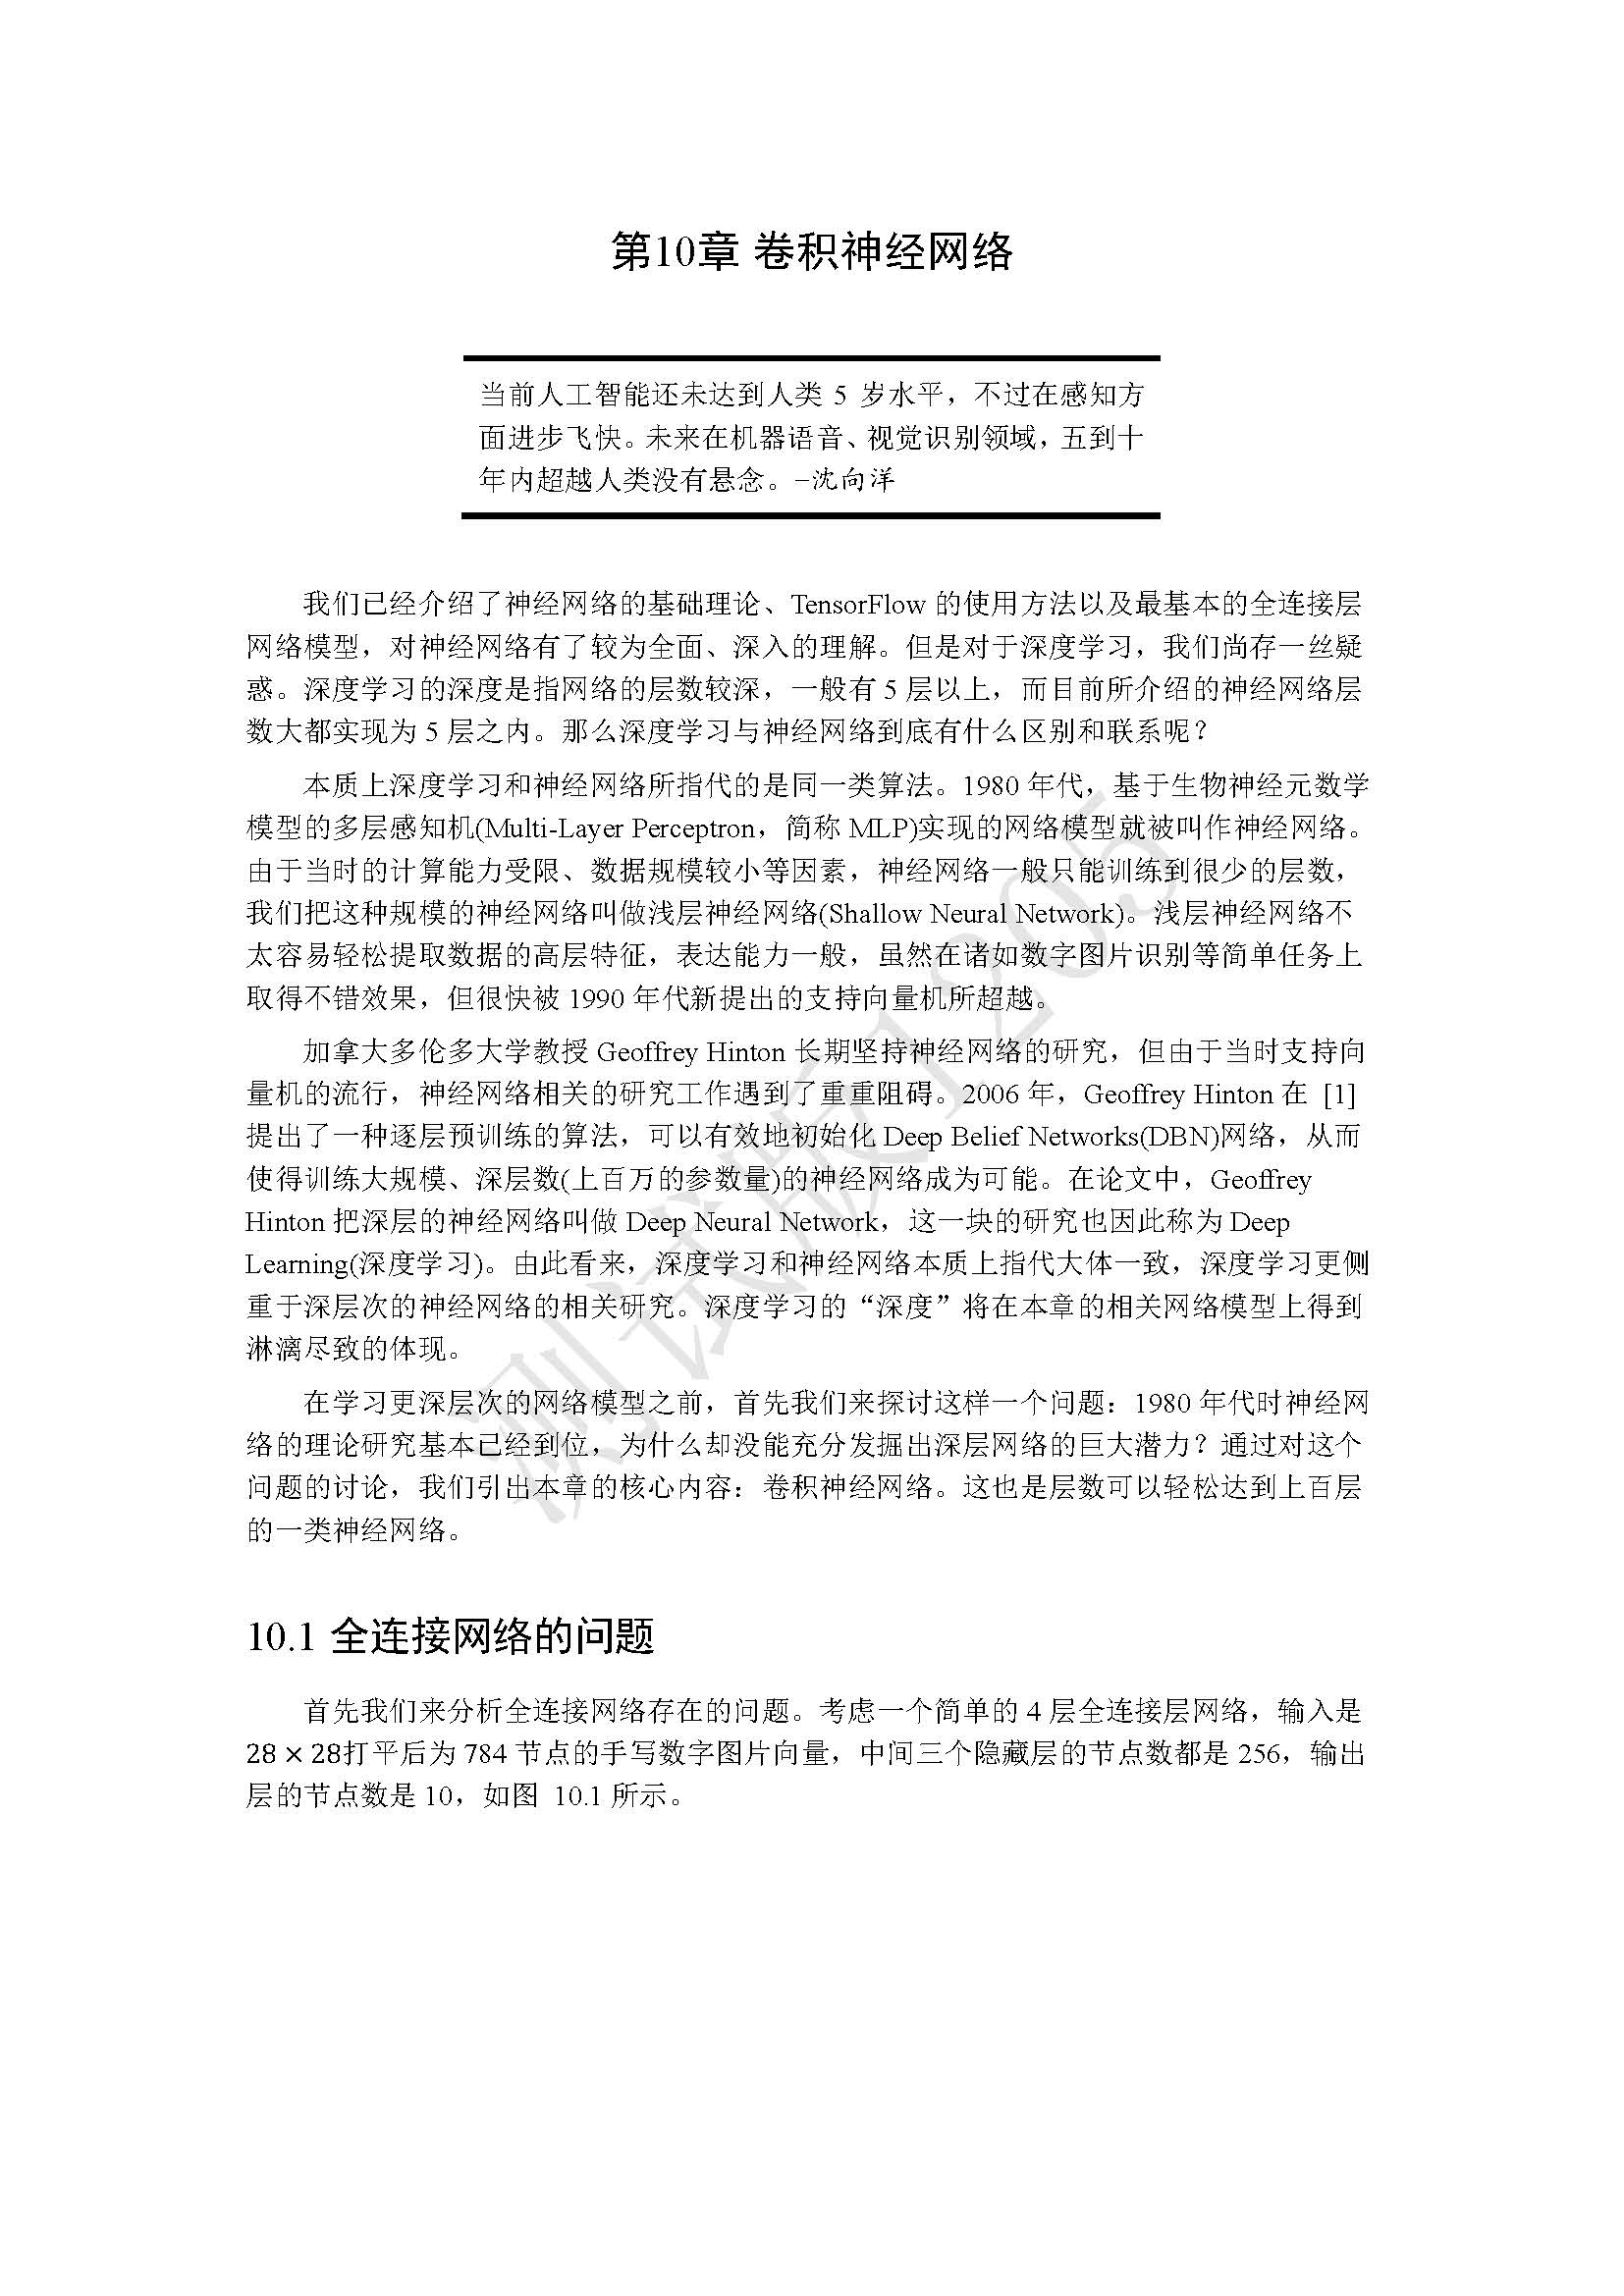 第10章 卷积神经网络
当前人工智能还未达到人类 5 岁水平，不过在感知方
面进步飞快。未来在机器语音、视觉识别领域，五到十
年内超越人类没有悬念。−沈向洋
我们已经介绍了神经网络的基础理论、TensorFlow 的使用方法以及最基本的全连接层
网络模型，对神经网络有了较为全面、深入的理解。但是对于深度学习，我们尚存一丝疑
惑。深度学习的深度是指网络的层数较深，一般有 5 层以上，而目前所介绍的神经网络层
数大都实现为 5 层之内。那么深度学习与神经网络到底有什么区别和联系呢？
本质上深度学习和神经网络所指代的是同一类算法。1980 年代，基于生物神经元数学
模型的多层感知机(Multi-Layer Perceptron，简称 MLP)实现的网络模型就被叫作神经网络。
由于当时的计算能力受限、数据规模较小等因素，神经网络一般只能训练到很少的层数，
我们把这种规模的神经网络叫做浅层神经网络(Shallow Neural Network)。浅层神经网络不
太容易轻松提取数据的高层特征，表达能力一般，虽然在诸如数字图片识别等简单任务上
取得不错效果，但很快被 1990 年代新提出的支持向量机所超越。
加拿大多伦多大学教授 Geoffrey Hinton 长期坚持神经网络的研究，但由于当时支持向
量机的流行，神经网络相关的研究工作遇到了重重阻碍。2006 年，Geoffrey Hinton 在 [1]
提出了一种逐层预训练的算法，可以有效地初始化 Deep Belief Networks(DBN)网络，从而
使得训练大规模、深层数(上百万的参数量)的神经网络成为可能。在论文中，Geoffrey
Hinton 把深层的神经网络叫做 Deep Neural Network，这一块的研究也因此称为 Deep
Learning(深度学习)。由此看来，深度学习和神经网络本质上指代大体一致，深度学习更侧
重于深层次的神经网络的相关研究。深度学习的“深度”将在本章的相关网络模型上得到
淋漓尽致的体现。
在学习更深层次的网络模型之前，首先我们来探讨这样一个问题：1980 年代时神经网
络的理论研究基本已经到位，为什么却没能充分发掘出深层网络的巨大潜力？通过对这个
问题的讨论，我们引出本章的核心内容：卷积神经网络。这也是层数可以轻松达到上百层
的一类神经网络。
10.1 全连接网络的问题
首先我们来分析全连接网络存在的问题。考虑一个简单的 4 层全连接层网络，输入是
28 × 28打平后为 784 节点的手写数字图片向量，中间三个隐藏层的节点数都是 256，输出
层的节点数是 10，如图 10.1 所示。
测试版1205